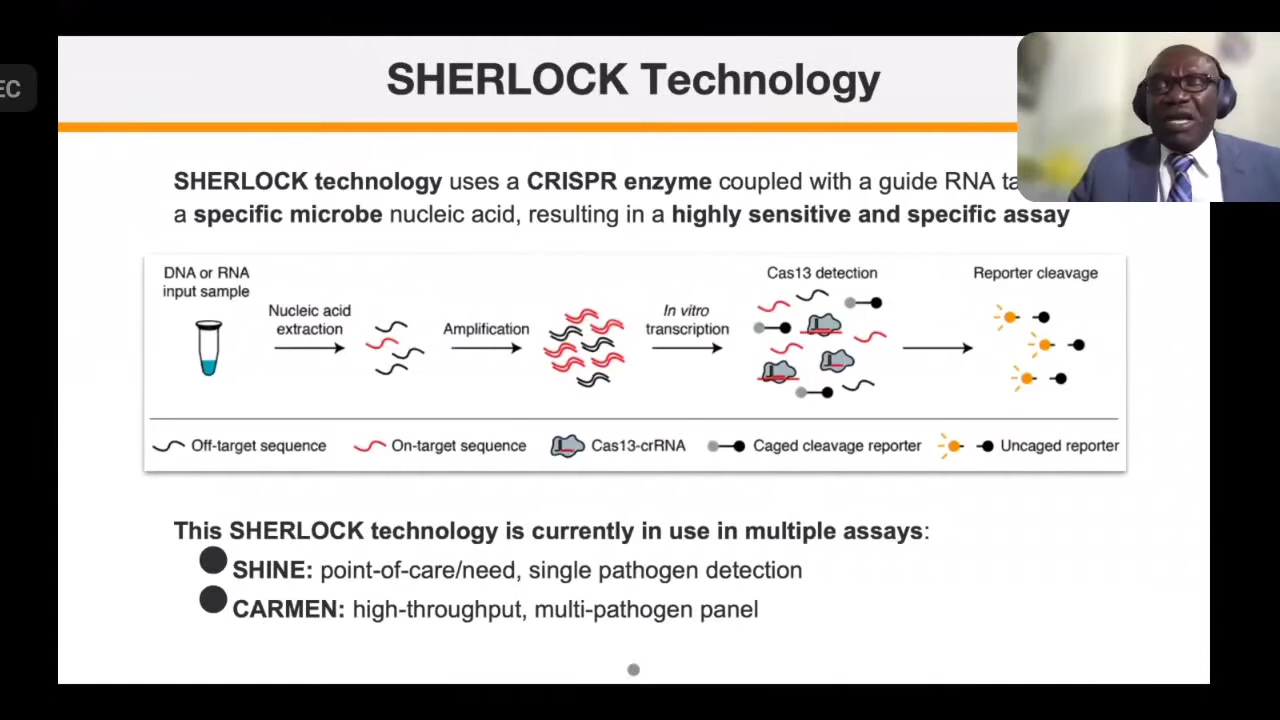 EC
SHERLOCK Technology
SHERLOCK technology uses a CRISPR enzyme coupled with a guide RNA ta
a specific microbe nucleic acid, resulting in a highly sensitive and specific assay
DNA or RNA
input sample
Nucleic acid
extraction
Amplification
In vitro
transcription
Cas13 detection
Reporter cleavage
Off-target sequence
On-target sequence
Cas13-crRNA
Caged cleavage reporter
Uncaged reporter
This SHERLOCK technology is currently in use in multiple assays:
SHINE: point-of-care/need, single pathogen detection
CARMEN: high-throughput, multi-pathogen panel